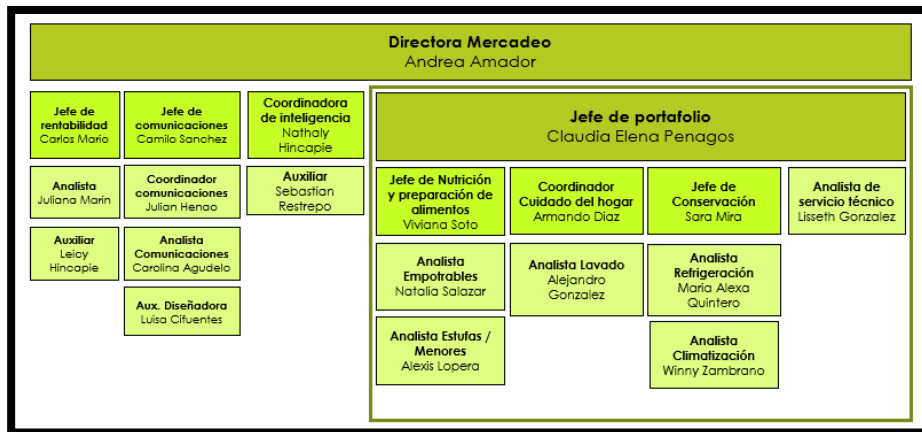 Directora Mercadeo
Andrea Amador
Jefe de
rentabilidad
Carlos Mario
Analista
Juliana Marin
Auxiliar
Leicy
Hincapie
Jefe de
comunicaciones
Camilo Sanchez
Coordinador
comunicaciones
Julian Henao
Analista
Comunicaciones
Carolina Agudelo
Aux. Diseñadora
Luisa Cifuentes
Coordinadora
de inteligencia
Nathaly
Hincapie
Auxiliar
Sebastian
Restrepo
Jefe de portafolio
Claudia Elena Penagos
Jefe de Nutrición
y preparación de
alimentos
Viviana Soto
Analista
Empotrables
Natalia Salazar
Analista Estufas /
Menores
Alexis Lopera
Coordinador
Cuidado del hogar
Armando Diaz
Analista Lavado
Alejandro
Gonzalez
Jefe de
Conservación
Sara Mira
Analista
Refrigeración
Maria Alexa
Quintero
Analista
Climatización
Winny Zambrano
Analista de
servicio técnico
Lisseth Gonzalez